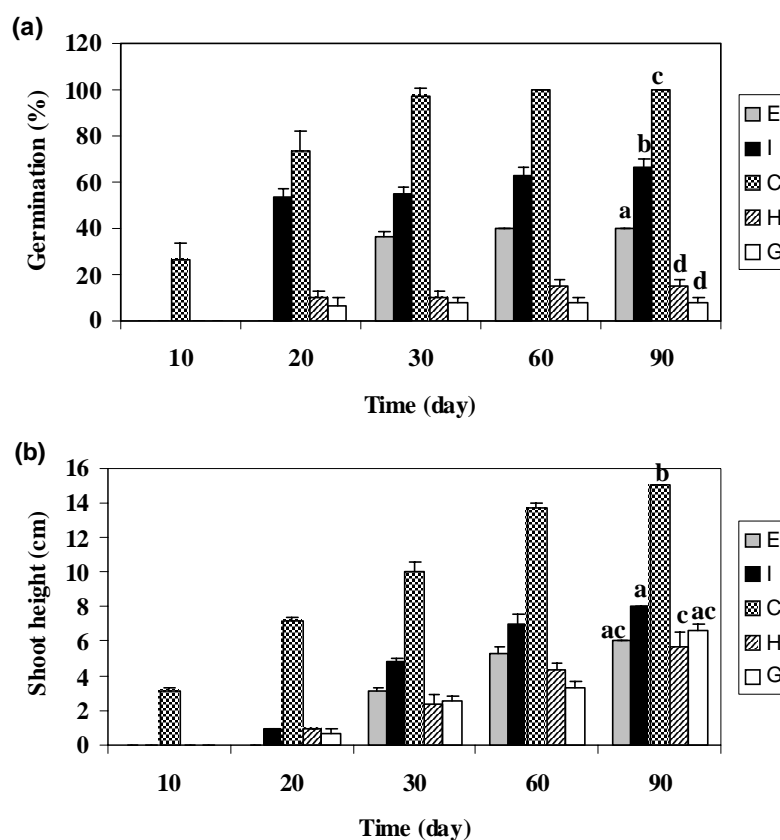 (a)
120
100
80
60
40
20
0
Germination (%)
a
b
c
d
d
10 20 30 60 90
Time (day)
E
I
C
H
G
(b)
16
14
12
10
8
6
4
2
0
Shoot height (cm)
ac
a
b
c
ac
10 20 30 60 90
Time (day)
E
I
C
H
G